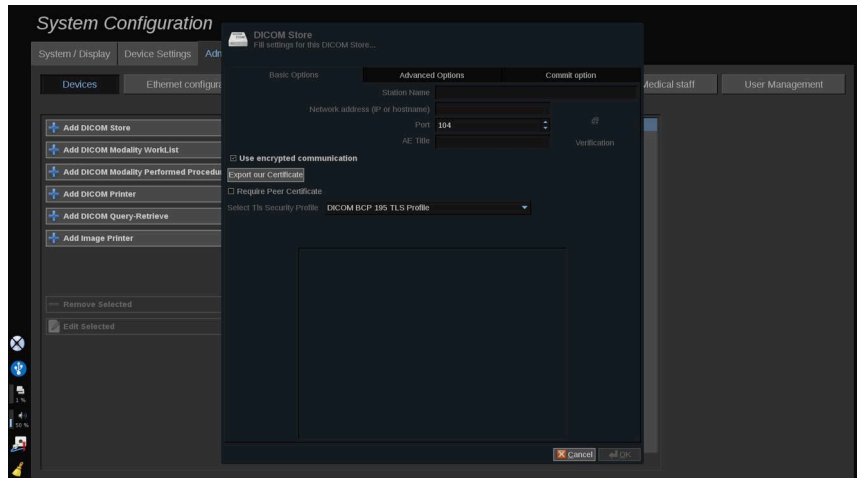 System Configuration
System / Display
Device Settings
Adm
Devices
Ethernet configura
Medical staff
User Management
Add DICOM Store
Add DICOM Modality WorkList
Add DICOM Modality Performed Procedu
Add DICOM Printer
Add DICOM Query-Retrieve
Add Image Printer
Remove Selected
Edit Selected
1 %
50 %
DICOM Store
Fill settings for this DICOM Store...
Basic Options
Advanced Options
Commit option
Station Name
Network address (IP or hostname)
Port 104
AE Title
Verification
Use encrypted communication
Export our Certificate
Require Peer Certificate
Select Tls Security Profile DICOM BCP 195 TLS Profile
Cancel
OK